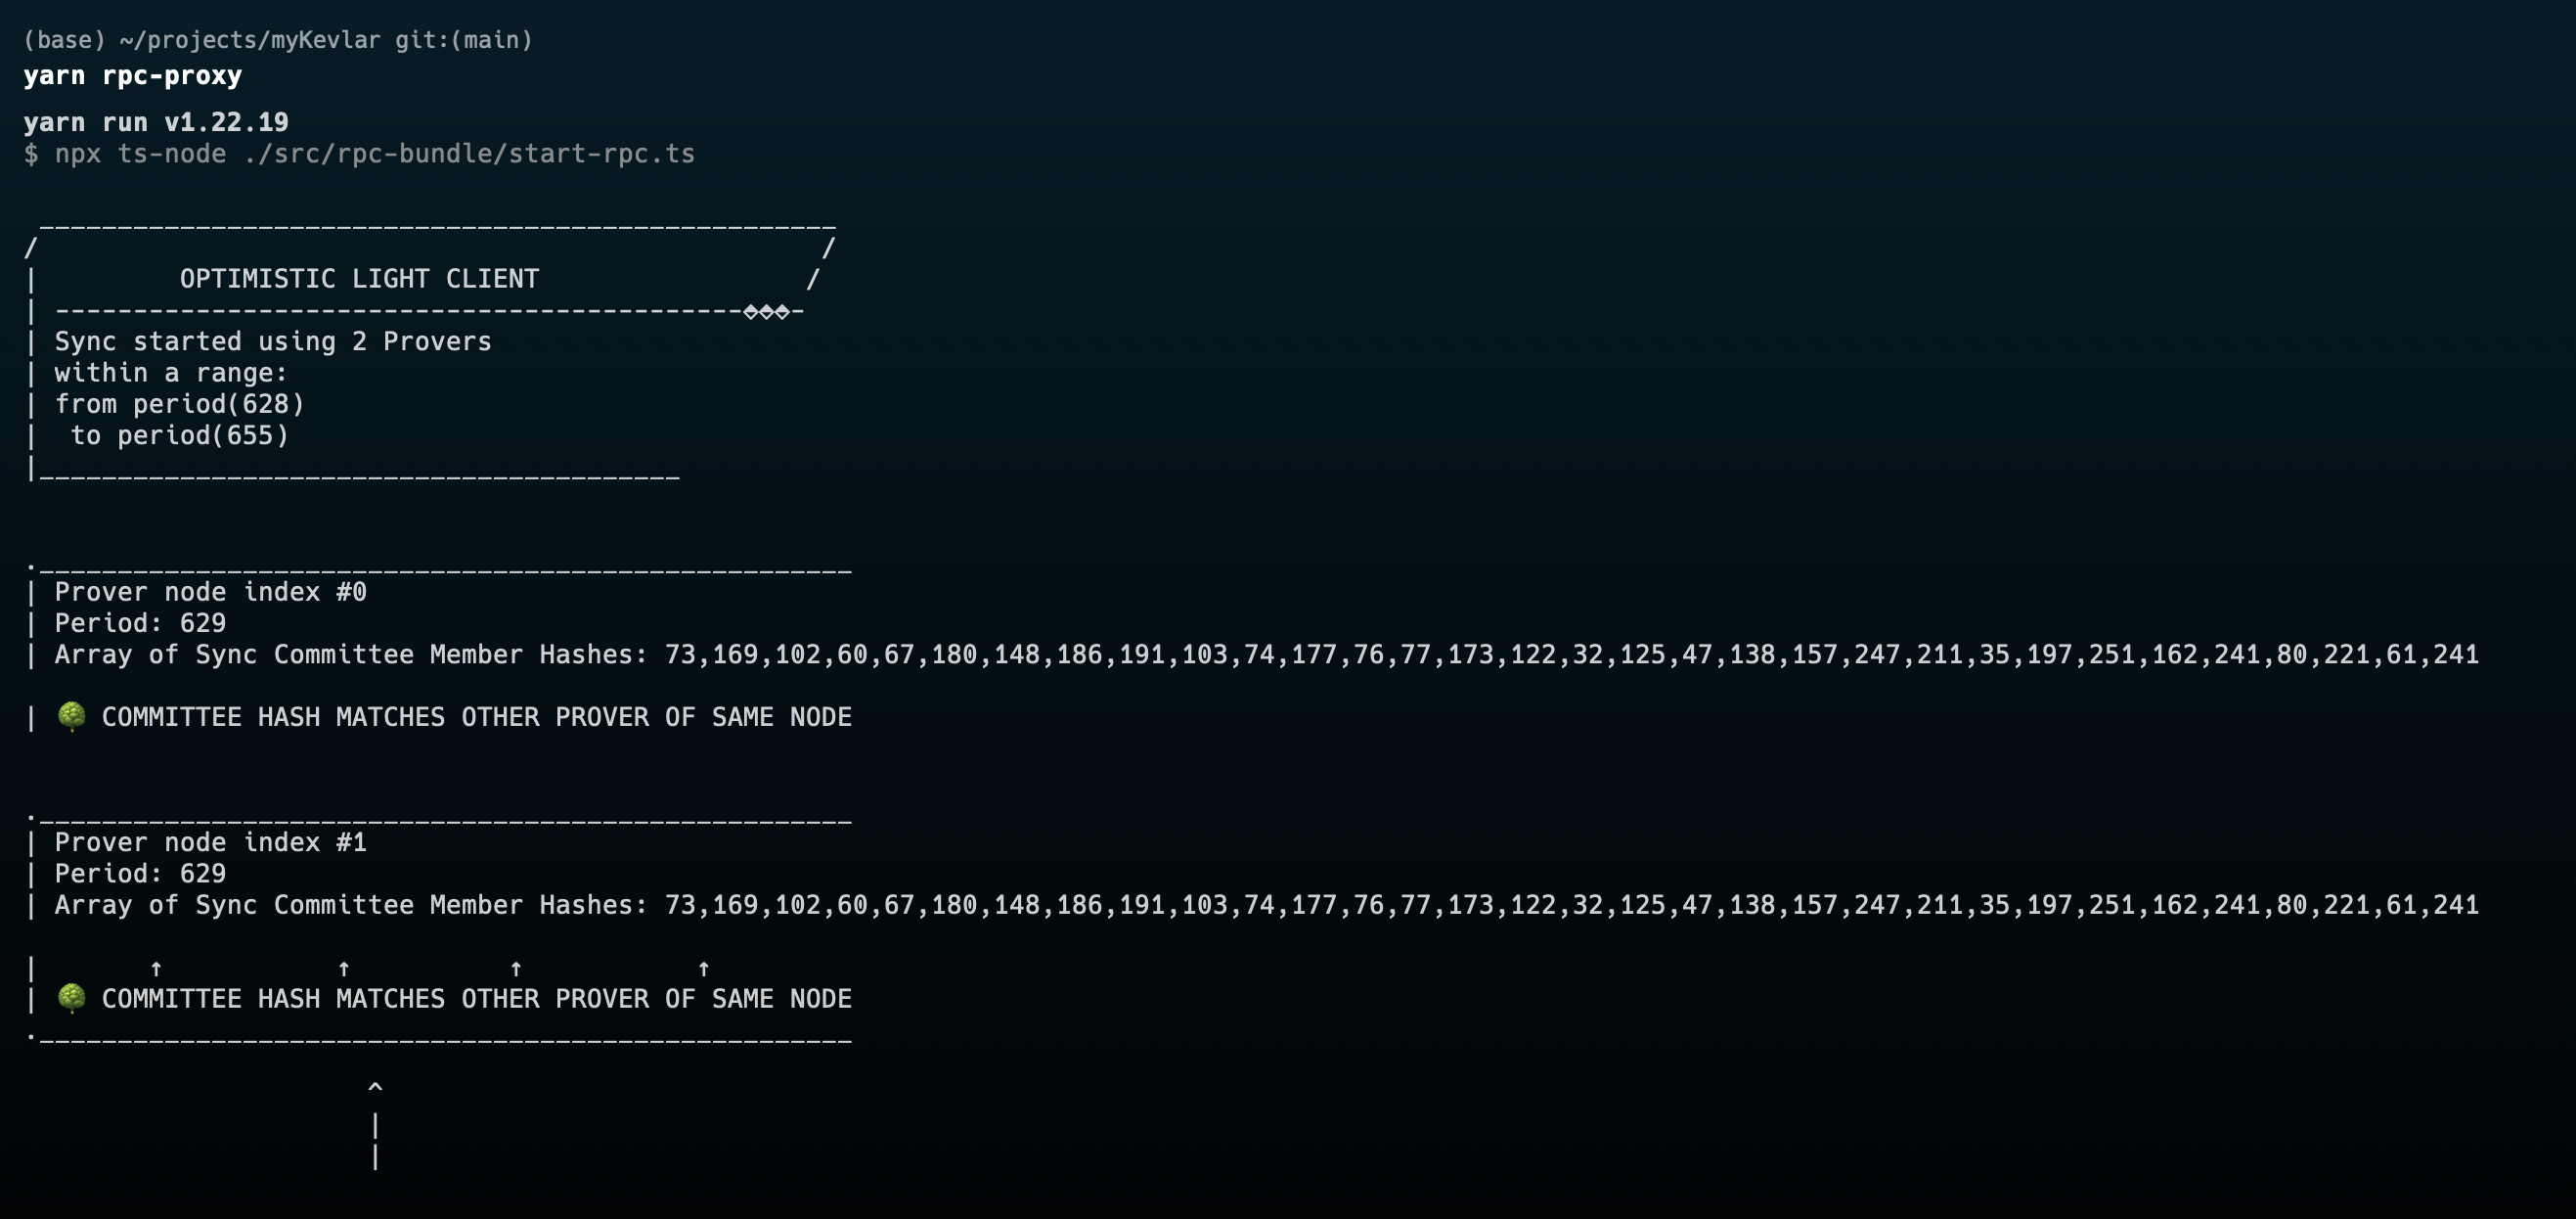 (base) ~/projects/myKevlar git:(main)
yarn rpc-proxy
yarn run v1.22.19
$ npx ts-node ./src/rpc-bundle/start-rpc.ts
 ___________________________________________________
/                                                  /
|         OPTIMISTIC LIGHT CLIENT                 /
| --------------------------------------------⬘⬘⬘-
| Sync started using 2 Provers
| within a range:
| from period(628)
|  to period(655)
|_________________________________________
._____________________________________________________
| Prover node index #0
| Period: 629
| Array of Sync Committee Member Hashes: 73,169,102,60,67,180,148,186,191,103,74,177,76,77,173,122,32,125,47,138,157,247,211,35,197,251,162,241,80,221,61,241
| 🌳 COMMITTEE HASH MATCHES OTHER PROVER OF SAME NODE
._____________________________________________________
| Prover node index #1
| Period: 629
| Array of Sync Committee Member Hashes: 73,169,102,60,67,180,148,186,191,103,74,177,76,77,173,122,32,125,47,138,157,247,211,35,197,251,162,241,80,221,61,241
|       ↑           ↑          ↑           ↑
| 🌳 COMMITTEE HASH MATCHES OTHER PROVER OF SAME NODE
._____________________________________________________
                      ^
                      |
                      |